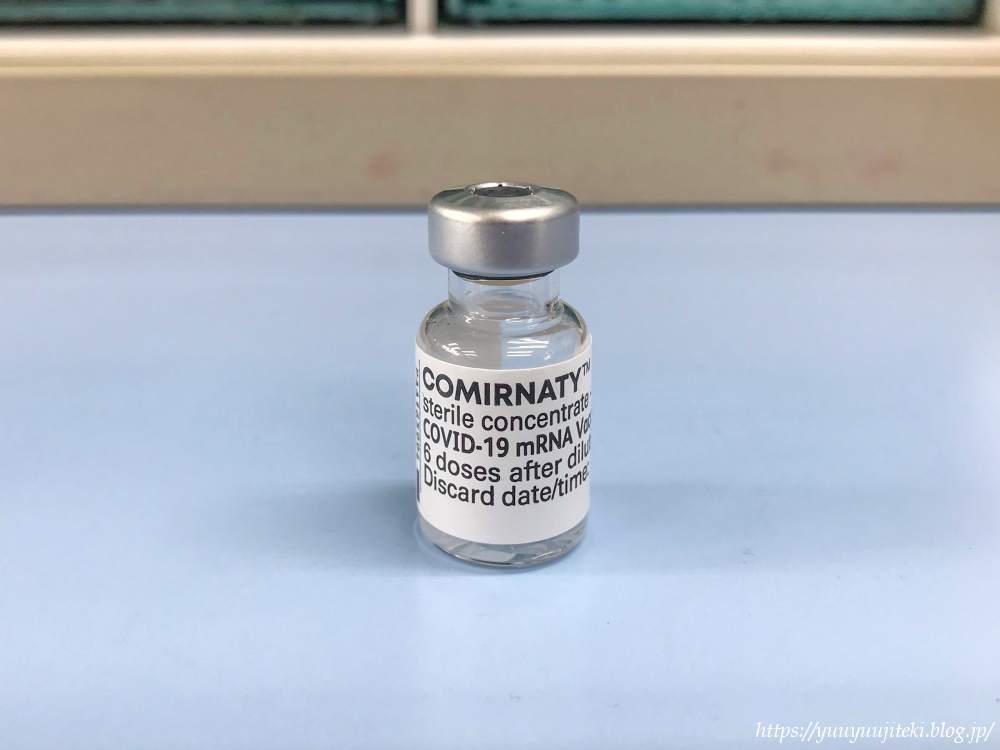 COMIRNATY™
sterile concentrate
COVID-19 mRNA
6 doses after
Discard date/time:
https://yuuyuujiteki.blog.jp/